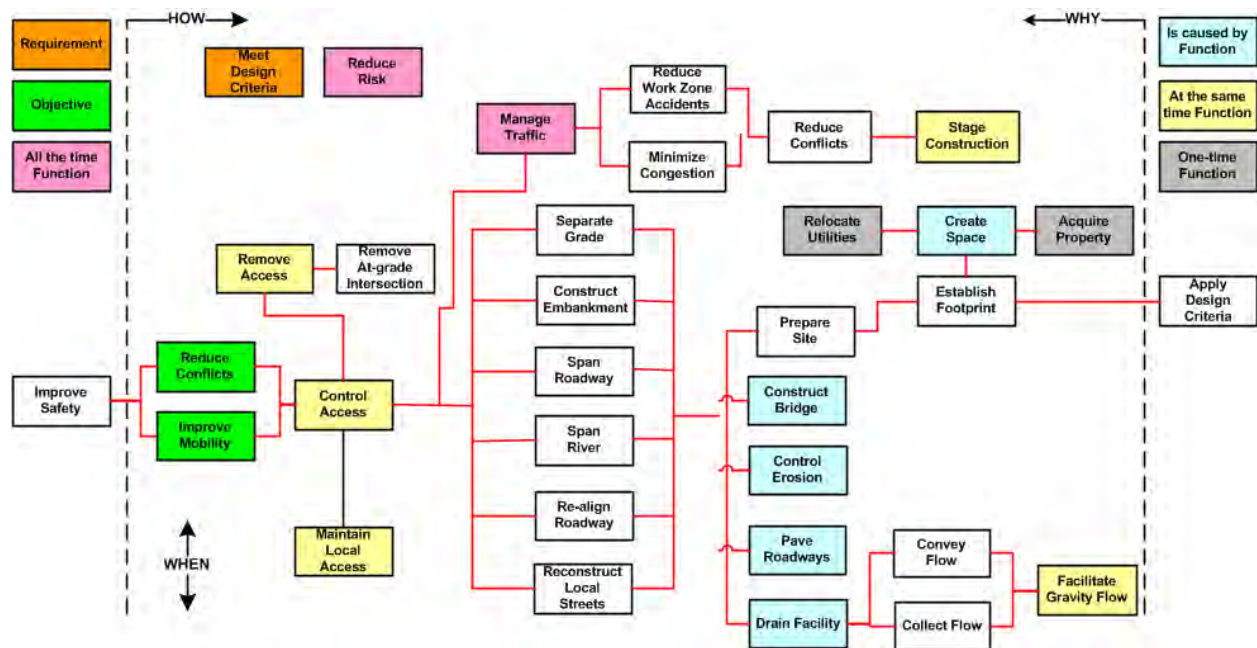 HOW
WHY
Requirement
Objective
All the time
Function
Meet
Design
Criteria
Reduce
Risk
Is caused by
Function
At the same
time Function
One-time
Function
Manage
Traffic
Reduce
Work Zone
Accidents
Minimize
Congestion
Reduce
Conflicts
Stage
Construction
Relocate
Utilities
Create
Space
Acquire
Property
Establish
Footprint
Apply
Design
Criteria
Remove
Access
Remove
At-grade
Intersection
Separate
Grade
Construct
Embankment
Span
Roadway
Span
River
Re-align
Roadway
Reconstruct
Local
Streets
Prepare
Site
Construct
Bridge
Control
Erosion
Pave
Roadways
Drain Facility
Convey
Flow
Collect Flow
Facilitate
Gravity Flow
Improve
Safety
Reduce
Conflicts
Improve
Mobility
Control
Access
Maintain
Local
Access
WHEN